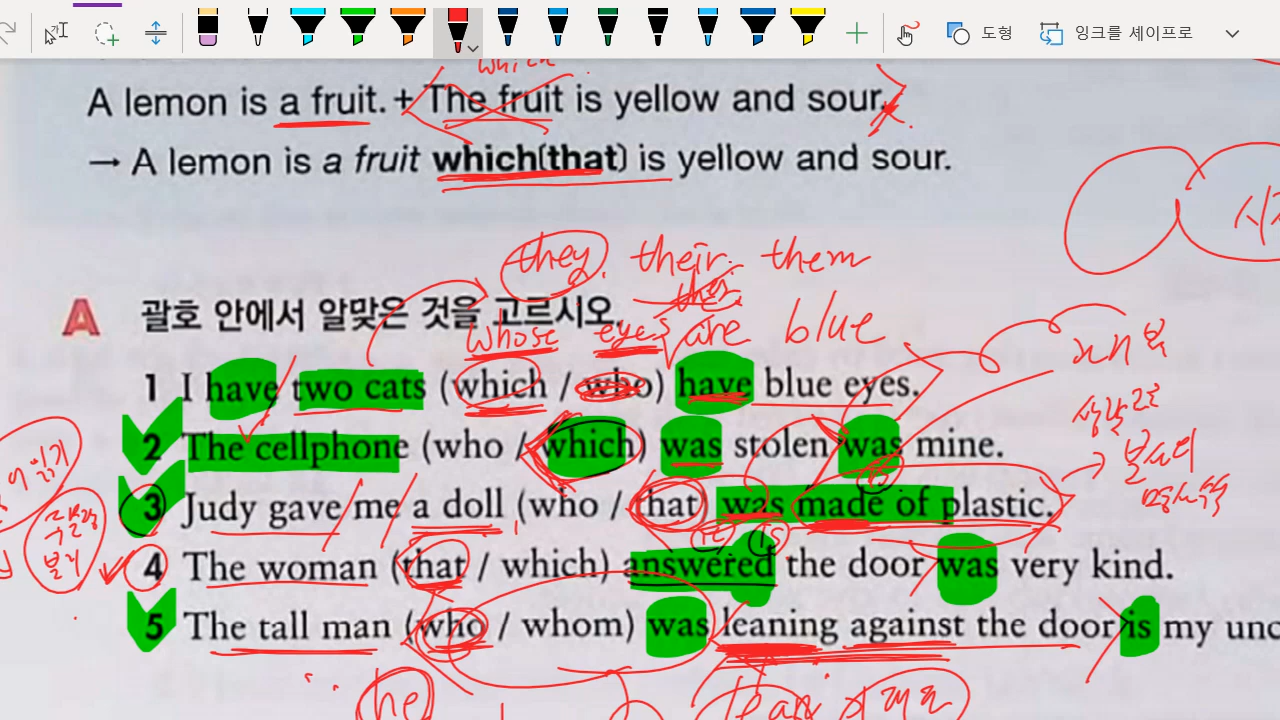 도형 잉크를 셰이프로
which
A lemon is a fruit. + The fruit is yellow and sour.
→ A lemon is a fruit which(that) is yellow and sour.
they. their. them
A 괄호 안에서 알맞은 것을 고르시오.
whose eyes are blue
1 I have two cats (which / who) have blue eyes.
2 The cellphone (who / which) was stolen was mine.
3 Judy gave me a doll (who / that) was made of plastic.
4 The woman (that / which) answered the door was very kind.
5 The tall man (who / whom) was leaning against the door is my unc
he